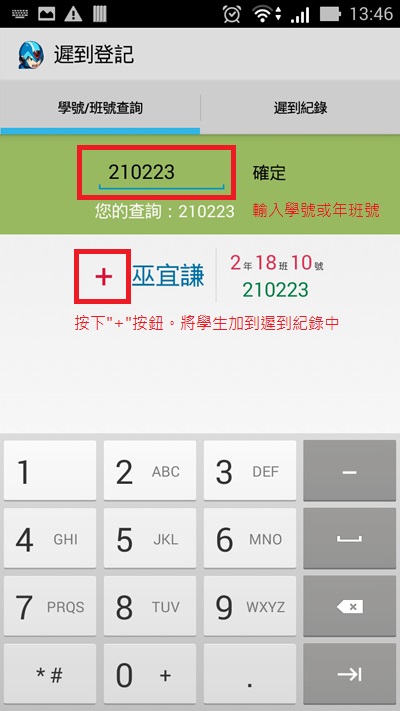 13:46
遲到登記
學號/班號查詢
遲到紀錄
210223
確定
您的查詢：210223
輸入學號或年班號
+
巫宜謙
2年18班10號
210223
按下"+"按鈕。將學生加到遲到紀錄中
1
2 ABC
3 DEF
–
4 GHI
5 JKL
6 MNO
7 PRQS
8 TUV
9 WXYZ
* #
0 +
.